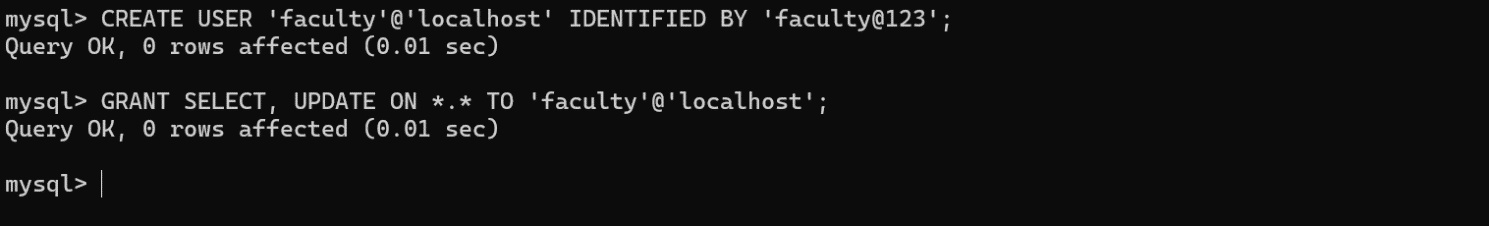 mysql> CREATE USER 'faculty'@'localhost' IDENTIFIED BY 'faculty@123';
Query OK, 0 rows affected (0.01 sec)
mysql> GRANT SELECT, UPDATE ON *.* TO 'faculty'@'localhost';
Query OK, 0 rows affected (0.01 sec)
mysql>